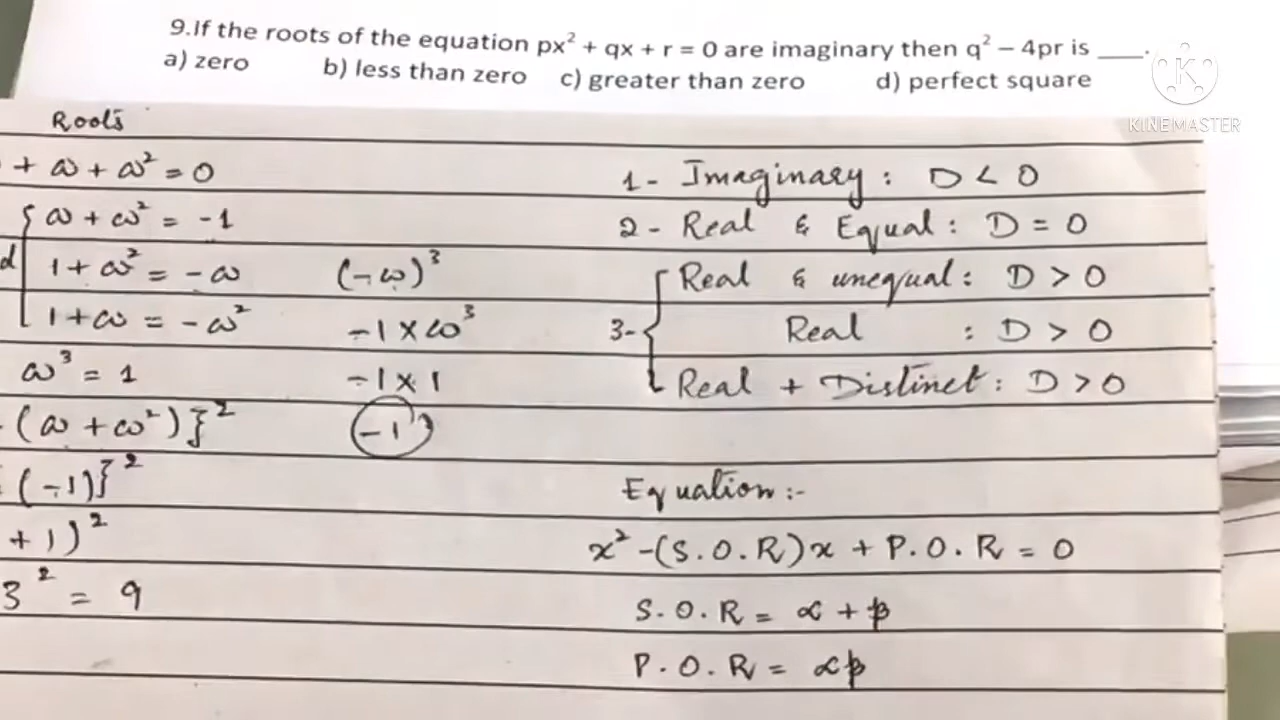 9.If the roots of the equation px² + qx + r = 0 are imaginary then q² – 4pr is ___.
a) zero b) less than zero c) greater than zero d) perfect square
KINEMASTER
Roots
+ ω + ω² = 0
ω + ω² = -1
1 + ω² = - ω
1 + ω = - ω²
ω³ = 1
(ω + ω²)}²
(-1)}²
+ 1)²
3² = 9
(-ω)³
-1 × ω³
-1 × 1
-1
1- Imaginary : D < 0
2- Real & Equal : D = 0
3- { Real & unequal : D > 0
Real : D > 0
Real + Distinct : D > 0
Equation :-
x² -(S.O.R)x + P.O.R = 0
S.O.R = α + β
P.O.R = αβ